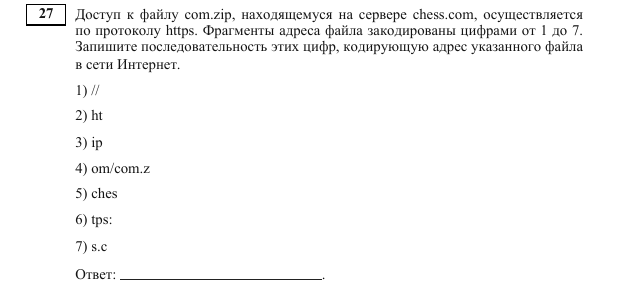 27
Доступ к файлу com.zip, находящемуся на сервере chess.com, осуществляется
по протоколу https. Фрагменты адреса файла закодированы цифрами от 1 до 7.
Запишите последовательность этих цифр, кодирующую адрес указанного файла
в сети Интернет.
1) //
2) ht
3) ip
4) om/com.z
5) ches
6) tps:
7) s.c
Ответ: ____________________________.